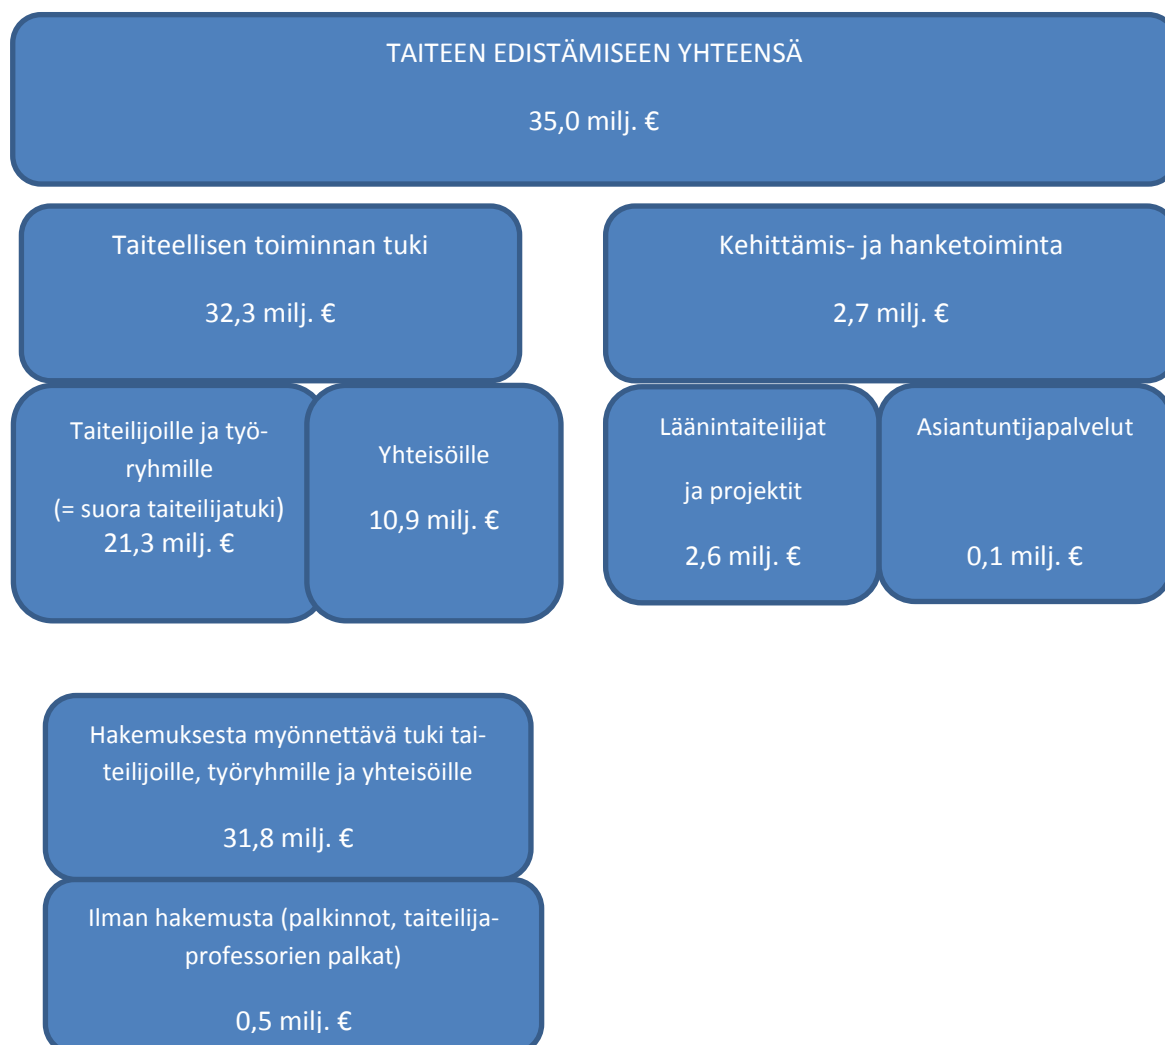 TAITEEN EDISTÄMISEEN YHTEENSÄ
35,0 milj. €
Taiteellisen toiminnan tuki
32,3 milj. €
Kehittämis- ja hanketoiminta
2,7 milj. €
Taiteilijoille ja työ-
ryhmille
(= suora taiteilijatuki)
21,3 milj. €
Yhteisöille
10,9 milj. €
Läänintaiteilijat
ja projektit
2,6 milj. €
Asiantuntijapalvelut
0,1 milj. €
Hakemuksesta myönnettävä tuki tai-
teilijoille, työryhmille ja yhteisöille
31,8 milj. €
Ilman hakemusta (palkinnot, taiteilija-
professorien palkat)
0,5 milj. €